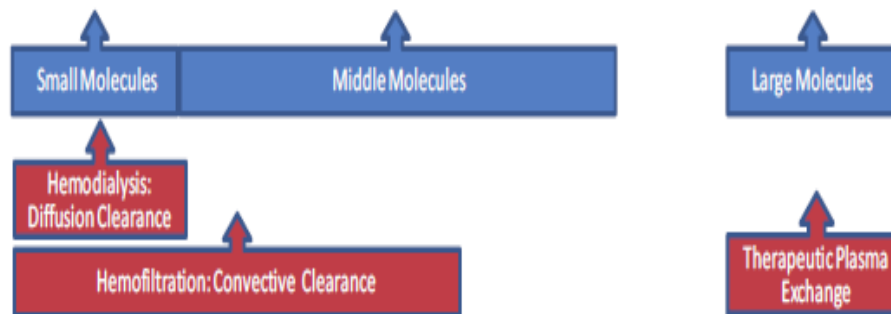 Small Molecules
Middle Molecules
Large Molecules
Hemodialysis:
Diffusion Clearance
Hemofiltration: Convective Clearance
Therapeutic Plasma
Exchange